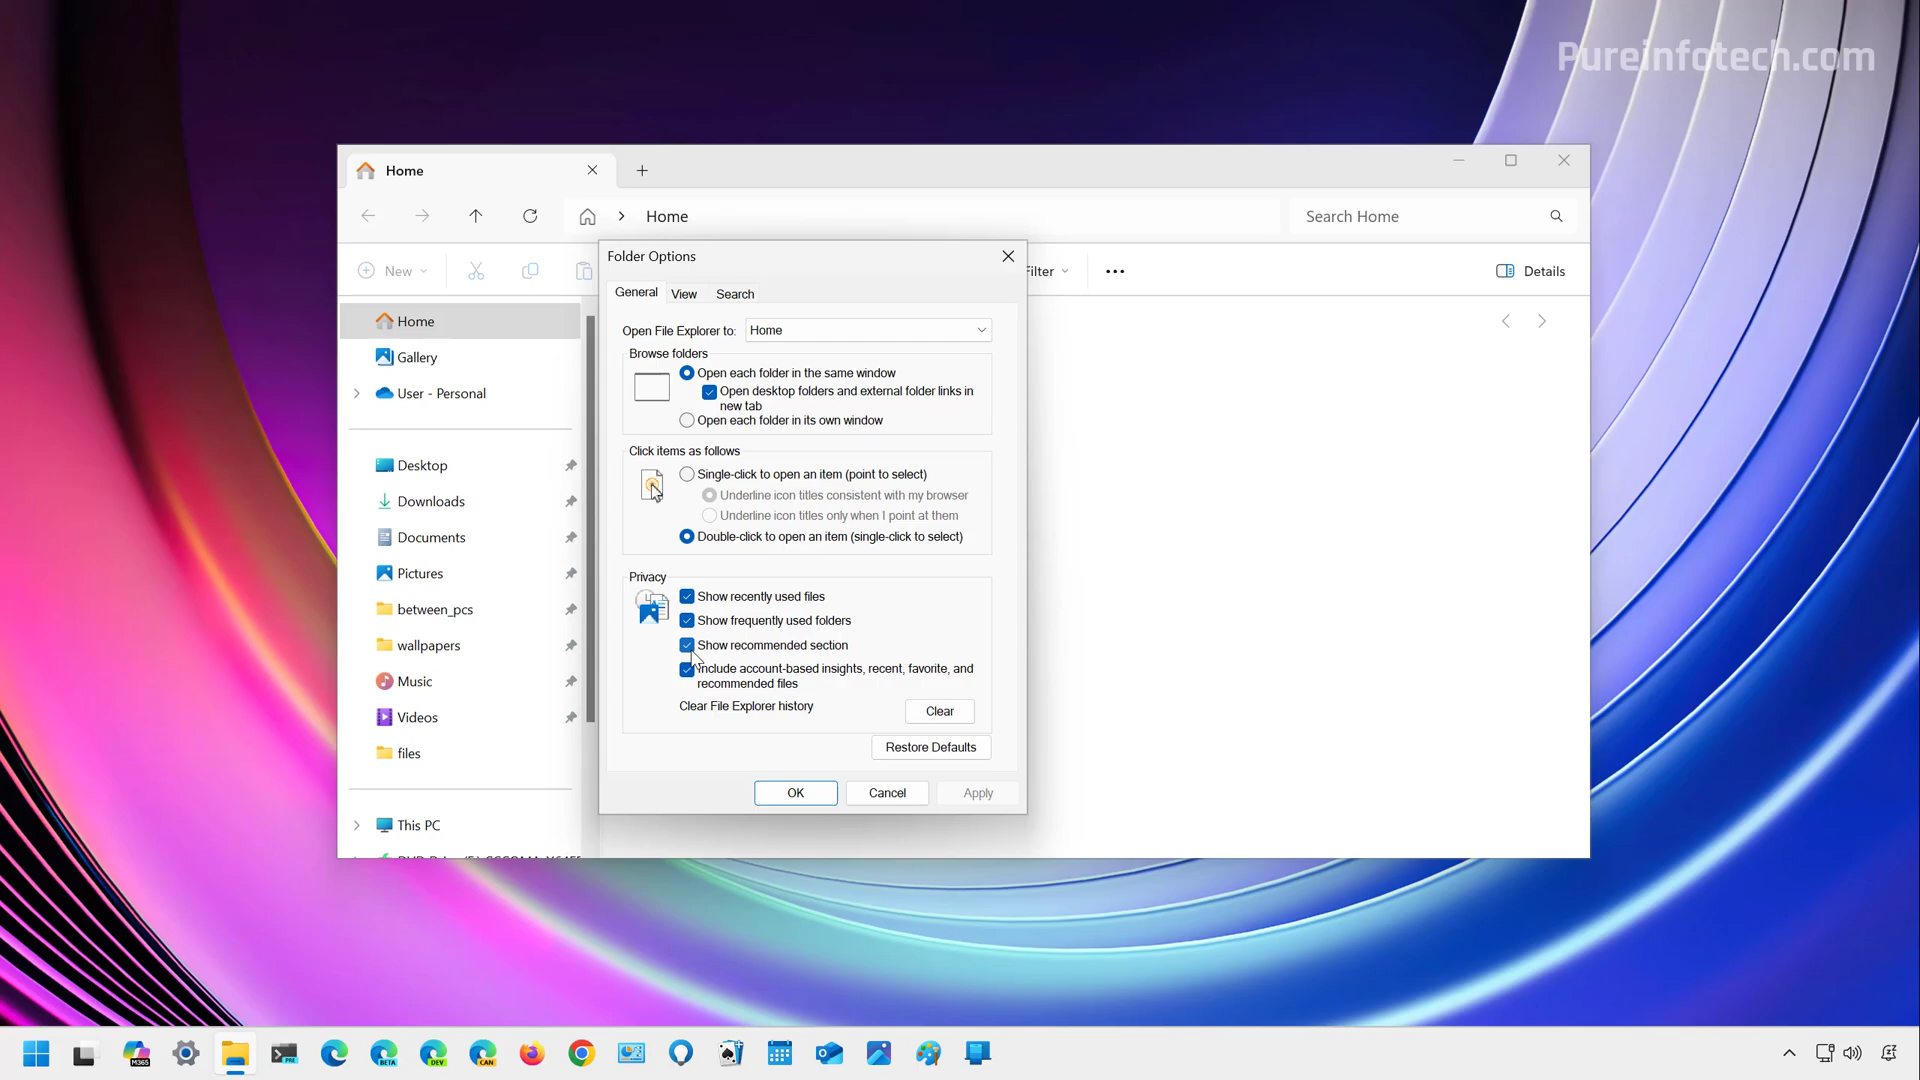 Pureinfotech.com
Home
Home
Search Home
New
Filter
Details
Home
Gallery
User - Personal
Desktop
Downloads
Documents
Pictures
between_pcs
wallpapers
Music
Videos
files
This PC
Folder Options
General View Search
Open File Explorer to: Home
Browse folders
Open each folder in the same window
Open desktop folders and external folder links in
new tab
Open each folder in its own window
Click items as follows
Single-click to open an item (point to select)
Underline icon titles consistent with my browser
Underline icon titles only when I point at them
Double-click to open an item (single-click to select)
Privacy
Show recently used files
Show frequently used folders
Show recommended section
Include account-based insights, recent, favorite, and
recommended files
Clear File Explorer history Clear
Restore Defaults
OK Cancel Apply
M365
PRE
BETA
DEV
CAN